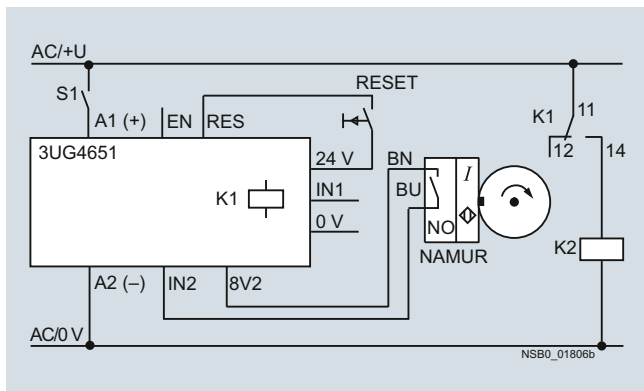 AC/+U
RESET
S1
A1 (+)
EN
RES
K1
11
3UG4651
12
14
24 V
BN
IN1
K1
BU
I
0 V
NO
K2
NAMUR
A2 (–)
IN2
8V2
AC/0 V
NSB0_01806b